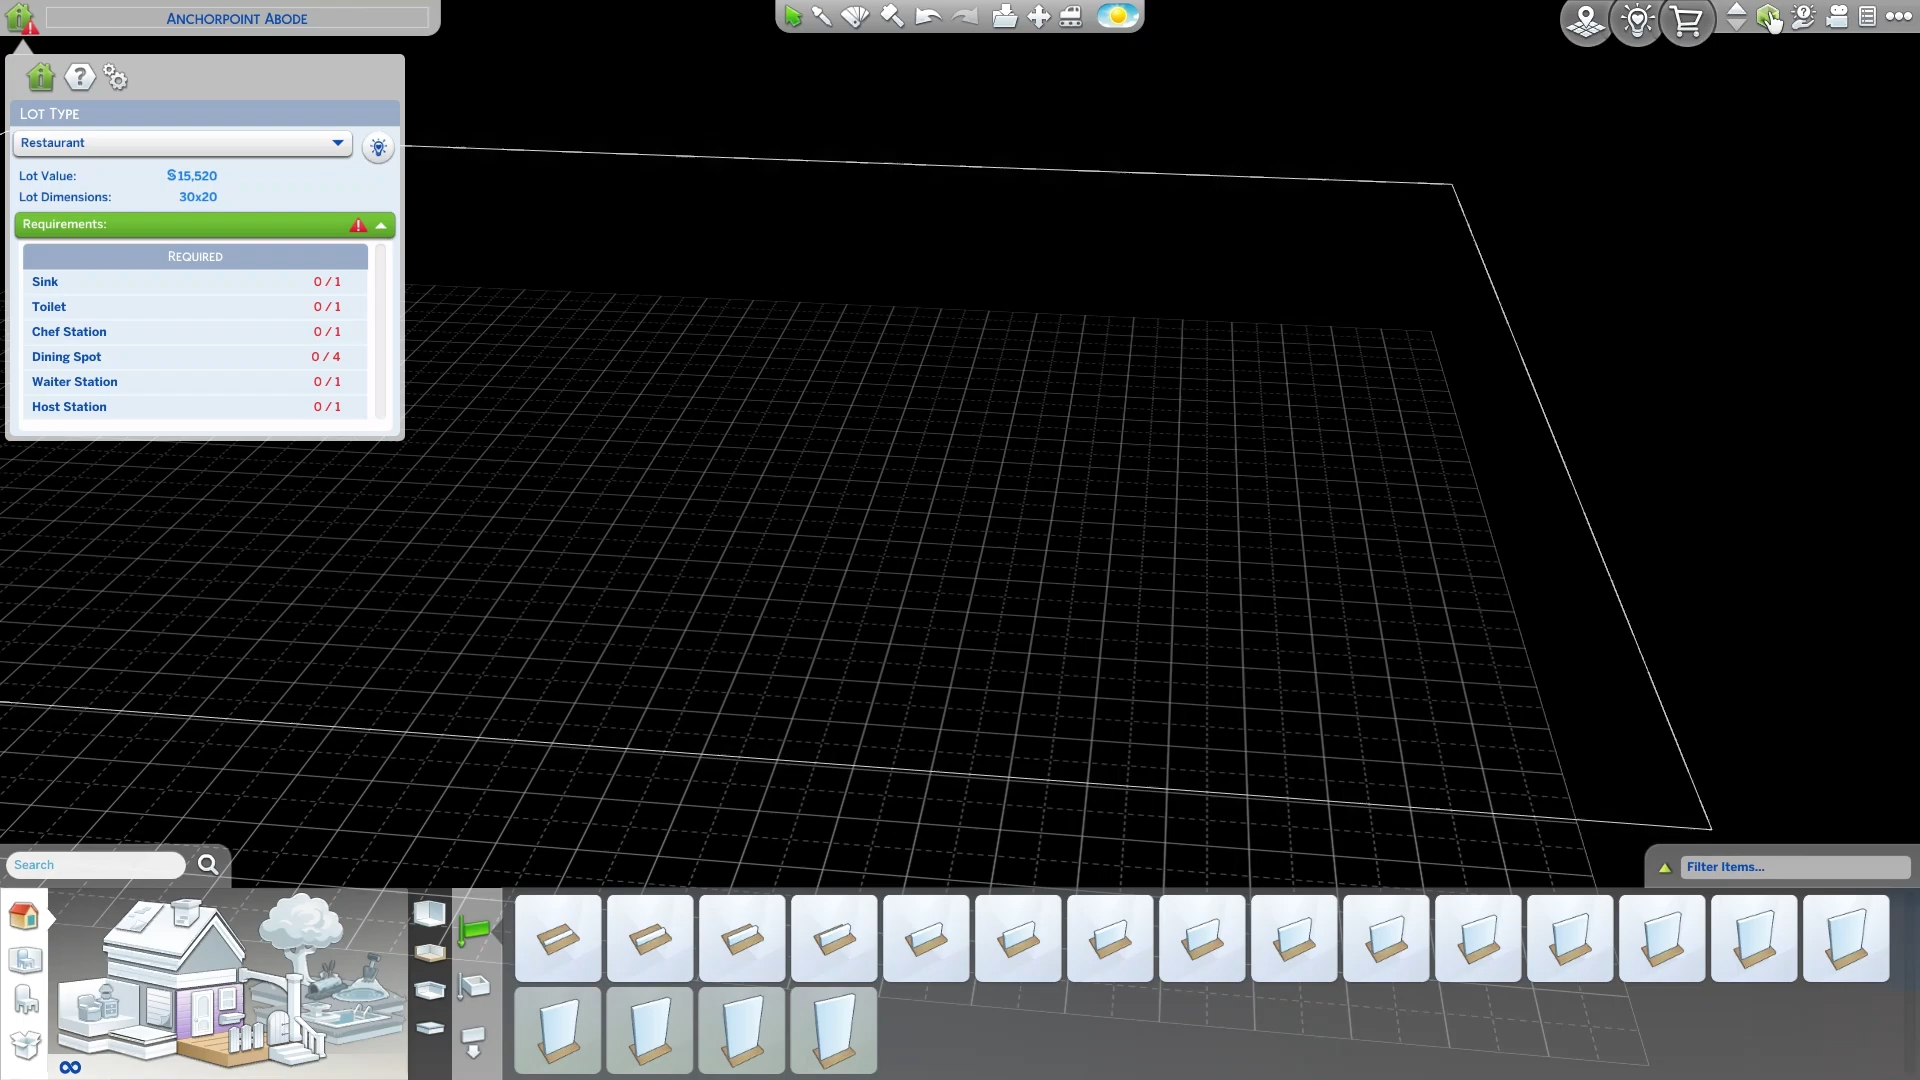 Anchorpoint Abode
Lot Type
Restaurant
Lot Value: §15,520
Lot Dimensions: 30x20
Requirements:
Required
Sink 0 / 1
Toilet 0 / 1
Chef Station 0 / 1
Dining Spot 0 / 4
Waiter Station 0 / 1
Host Station 0 / 1
Search
Filter Items...